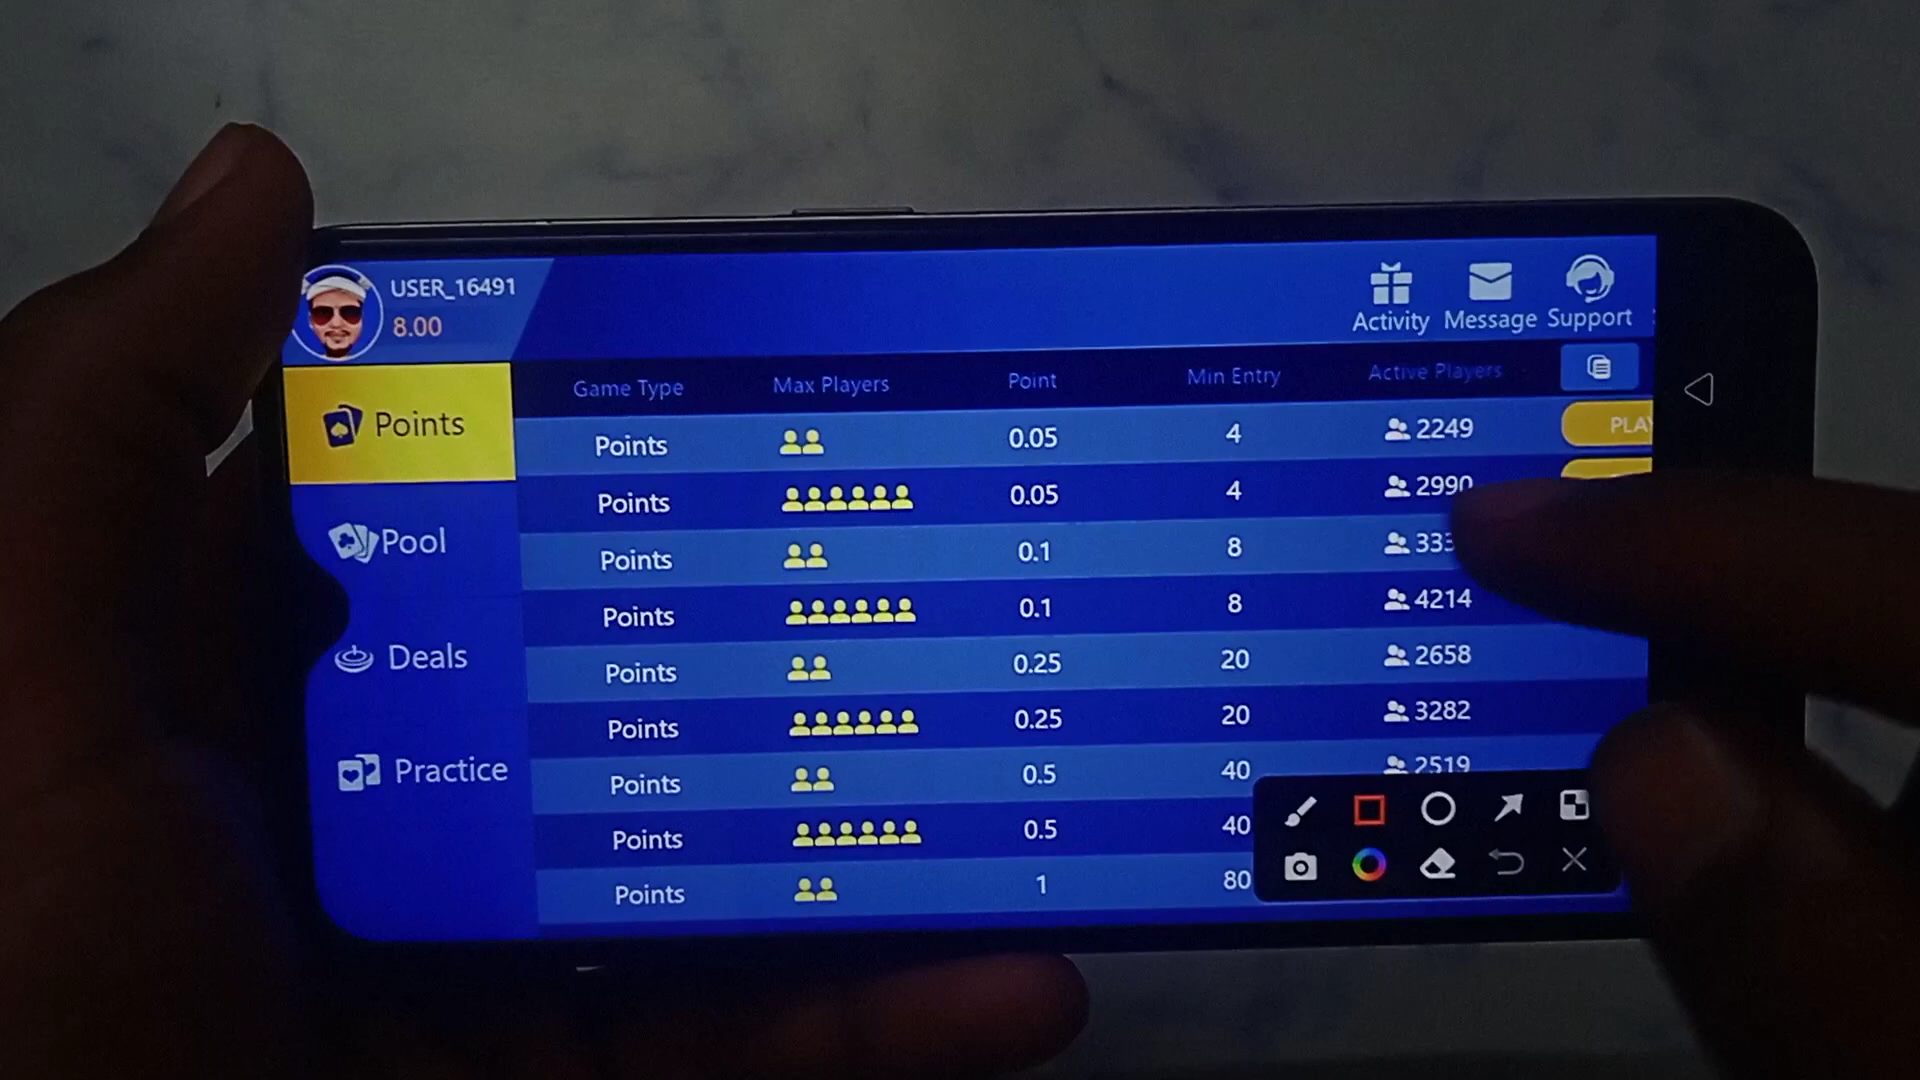 USER_16491
8.00
Activity Message Support
Points
Pool
Deals
Practice
Game Type Max Players Point Min Entry Active Players
Points 0.05 4 2249
Points 0.05 4 2990
Points 0.1 8
Points 0.1 8 4214
Points 0.25 20 2658
Points 0.25 20 3282
Points 0.5 40 2519
Points 0.5 40
Points 1 80